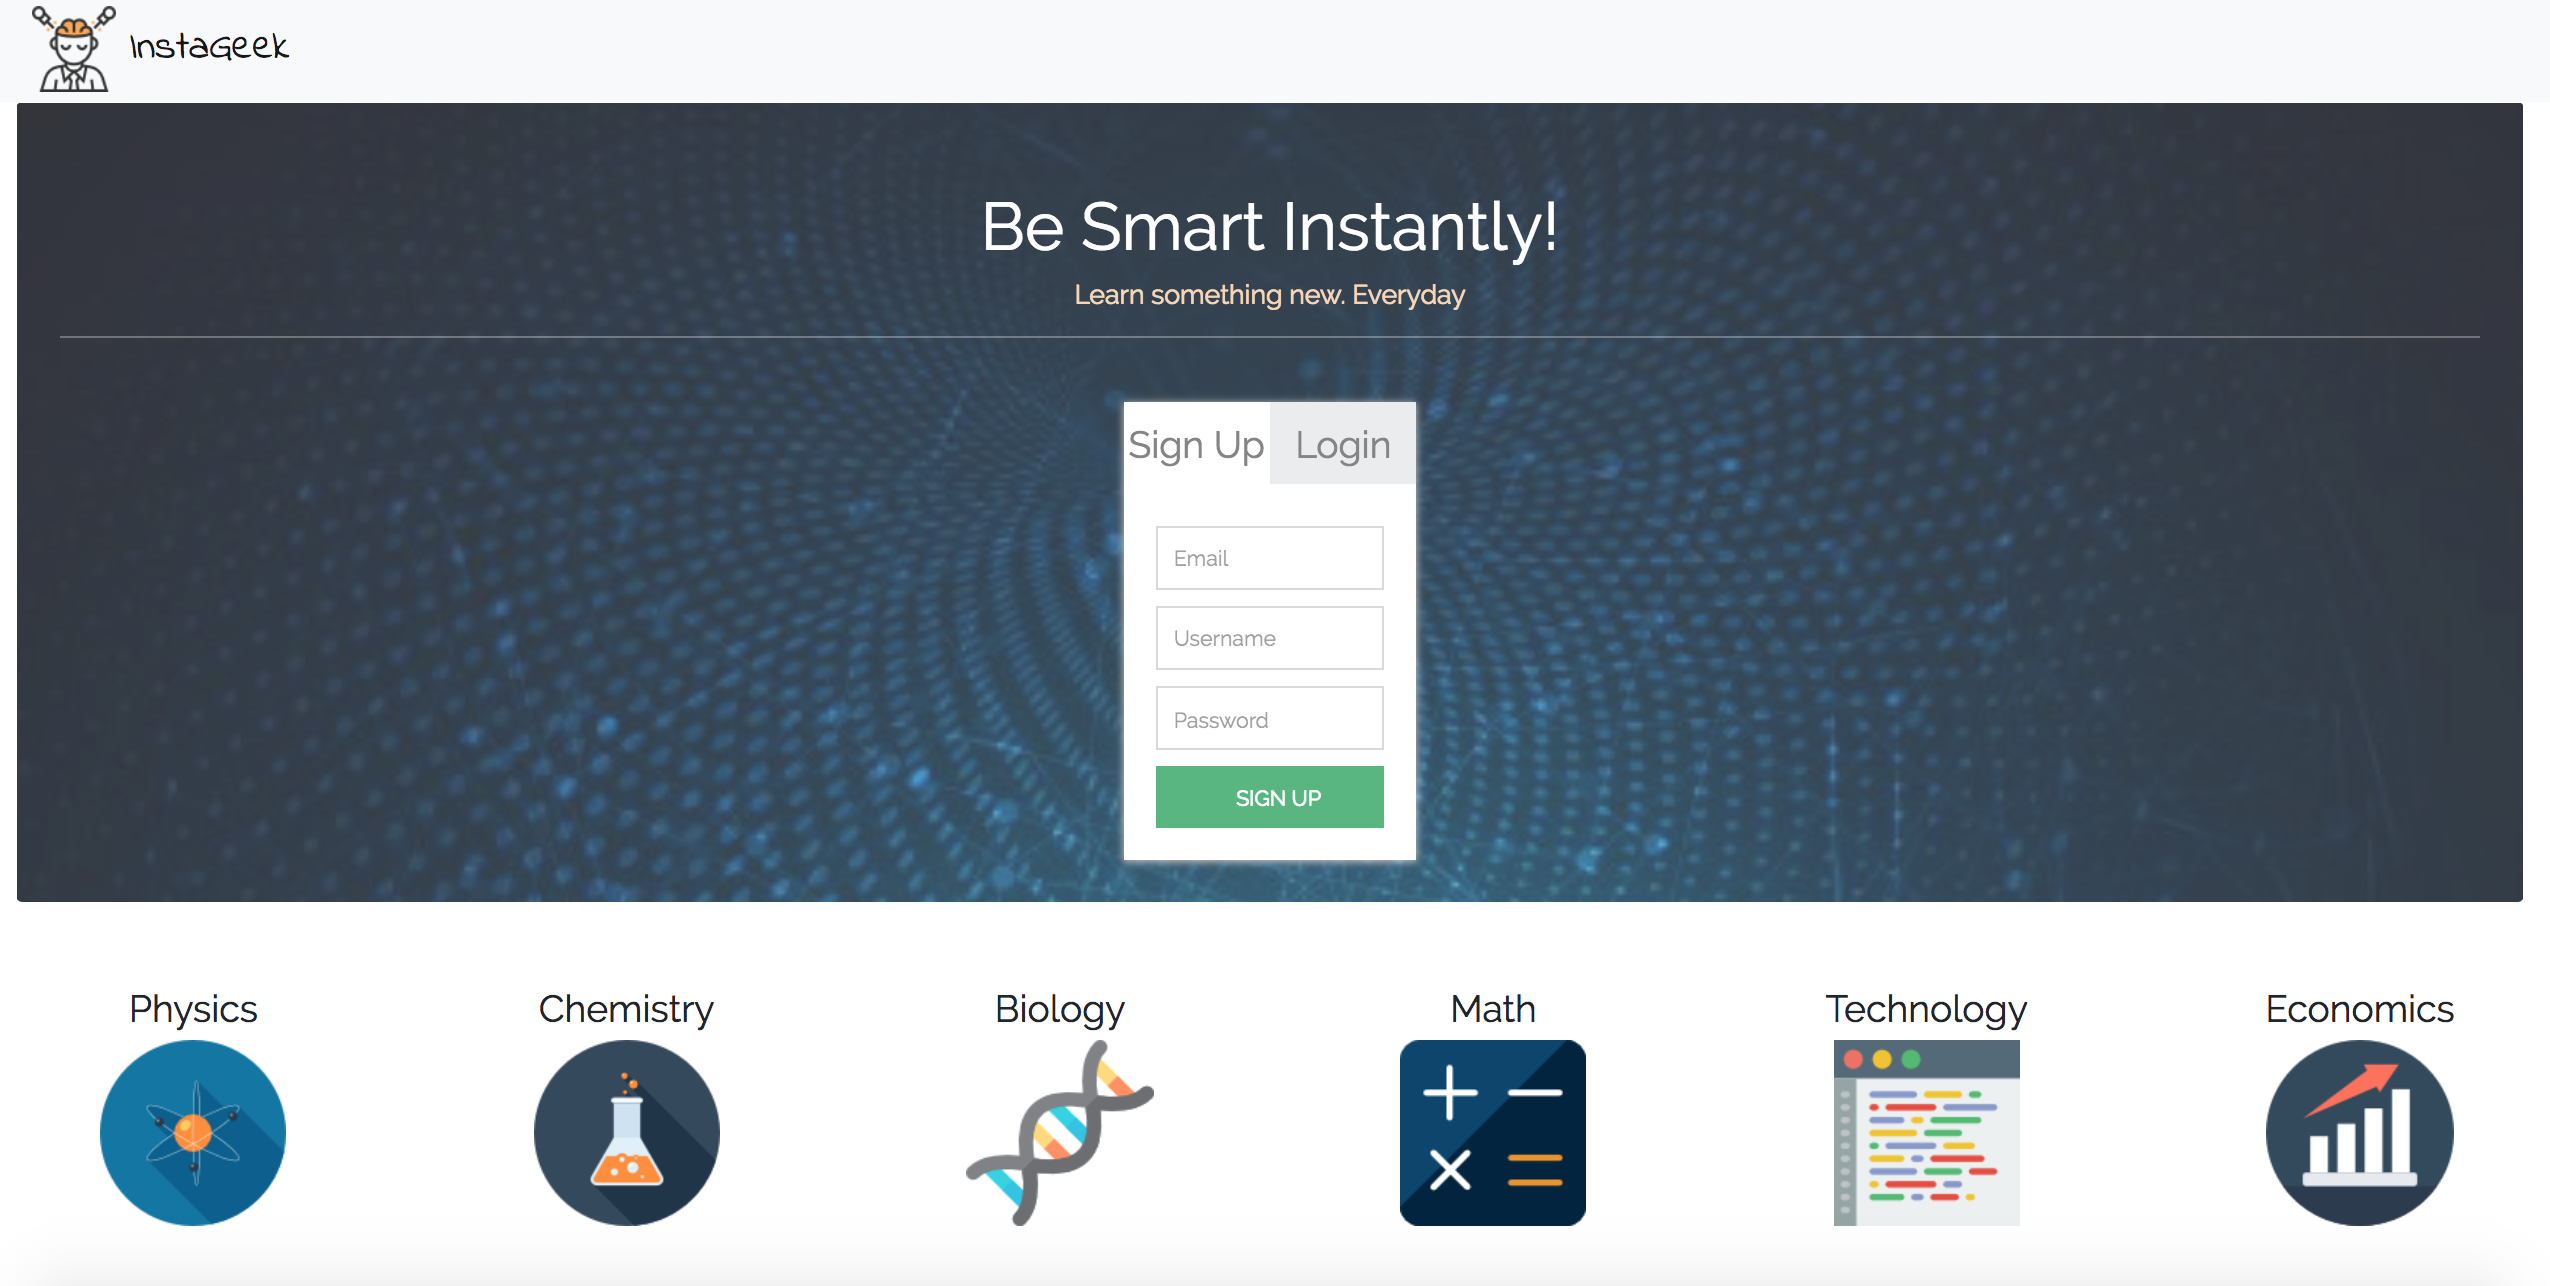 InstaGeek
Be Smart Instantly!
Learn something new. Everyday
Sign Up Login
Email
Username
Password
SIGN UP
Physics Chemistry Biology Math Technology Economics